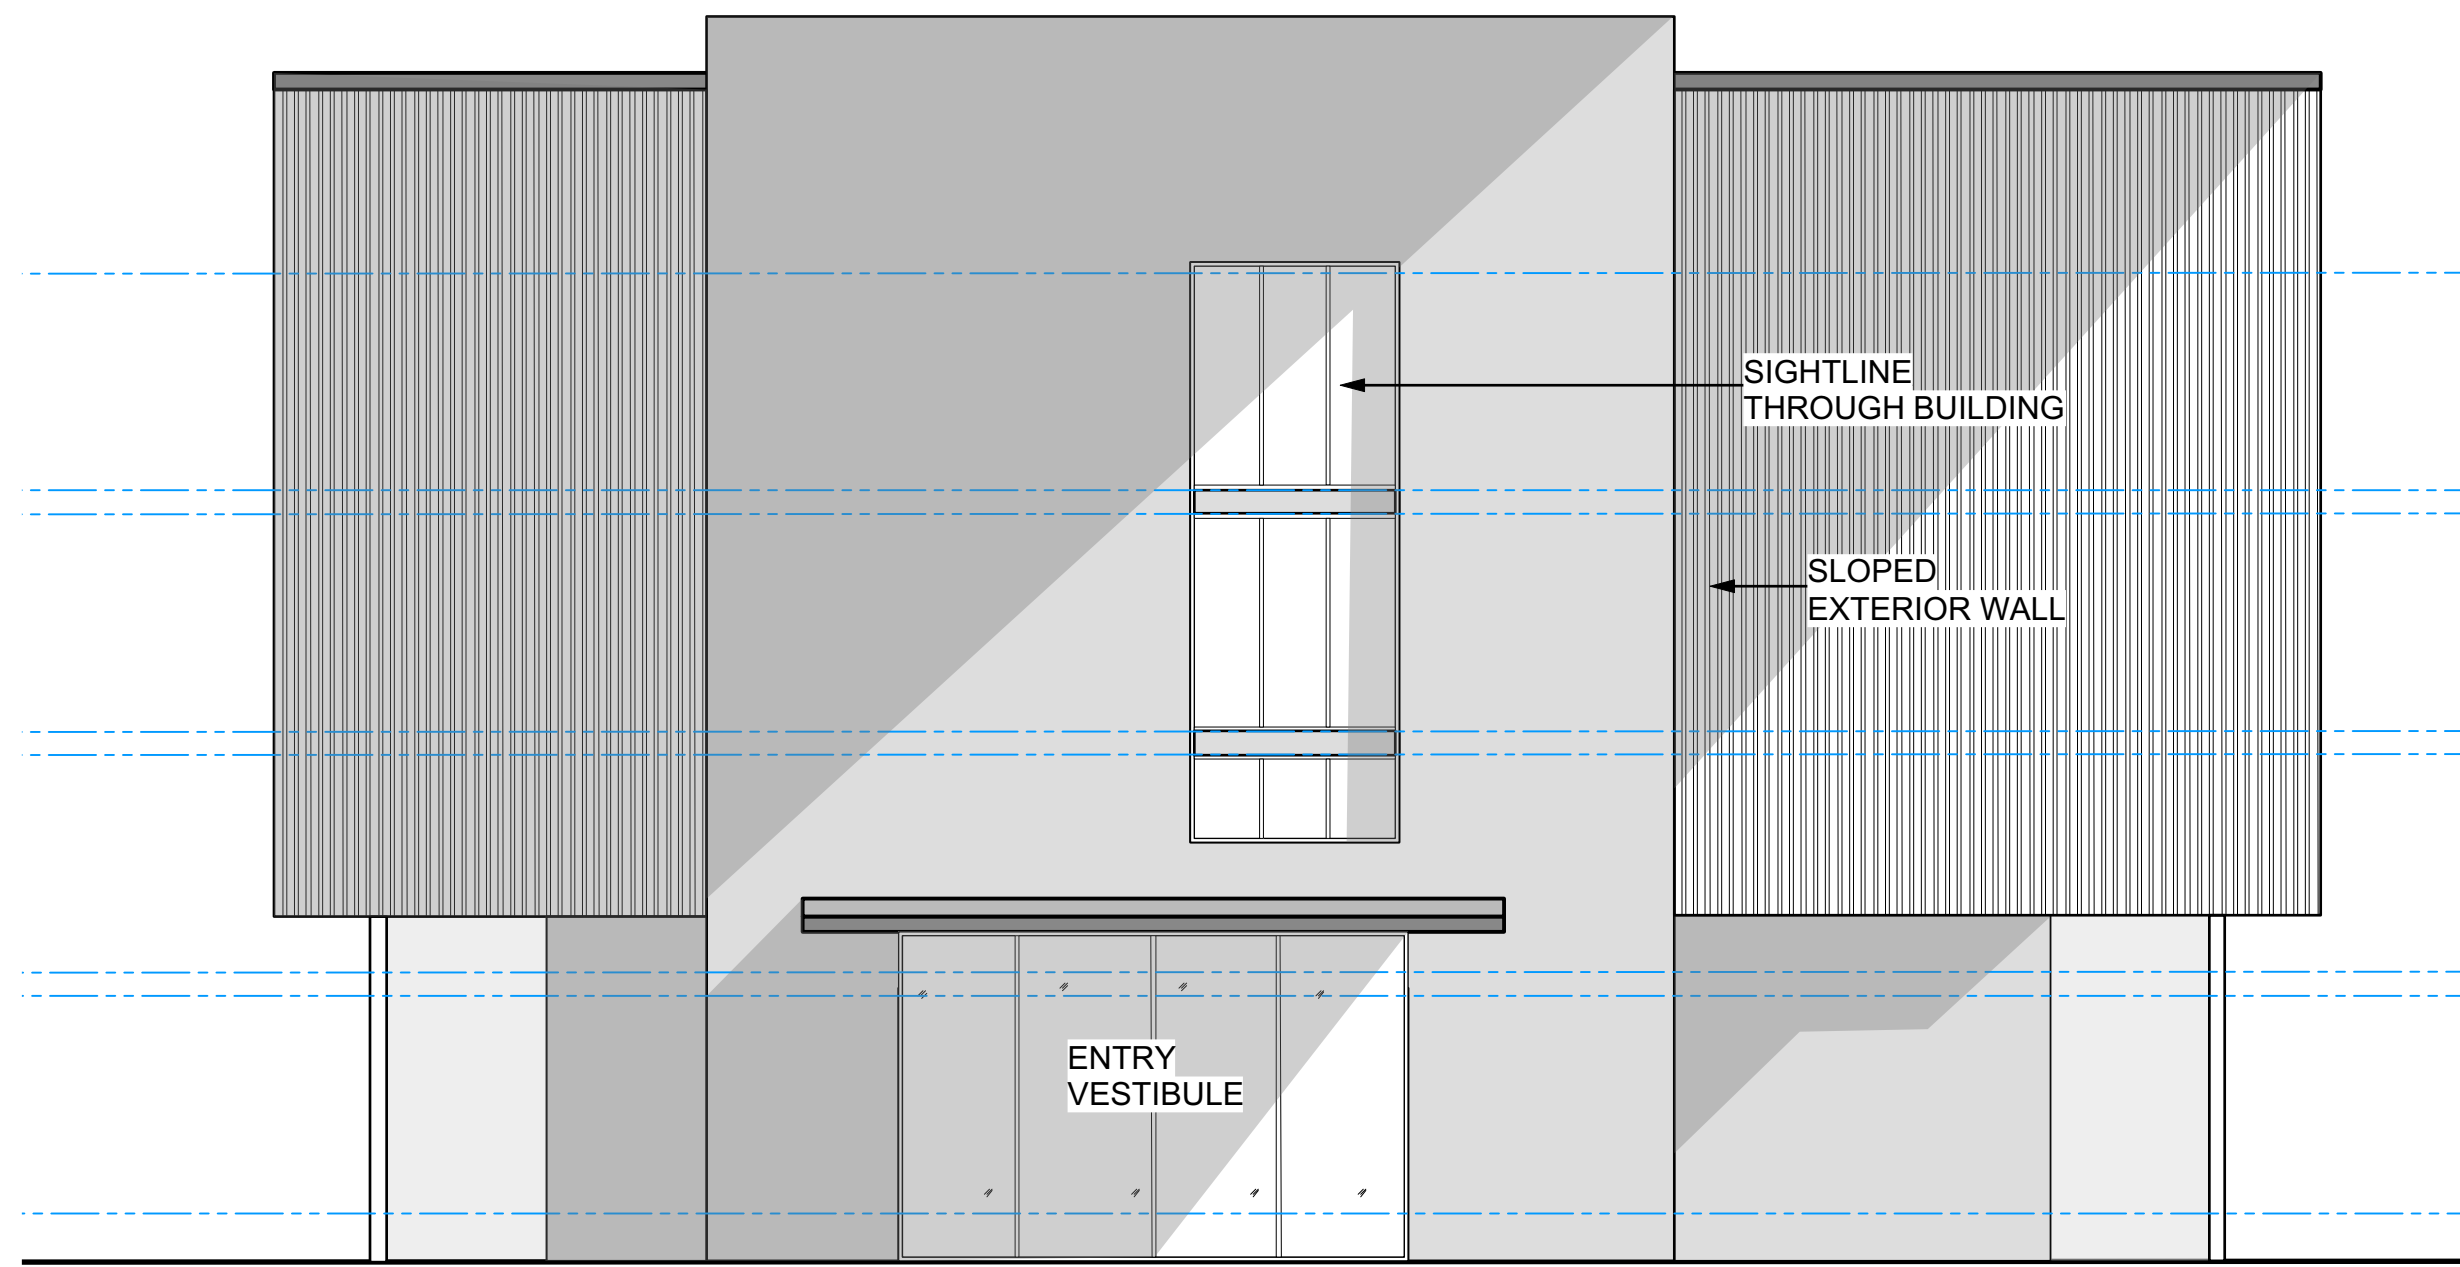 SIGHTLINE
THROUGH BUILDING
SLOPED
EXTERIOR WALL
ENTRY
VESTIBULE